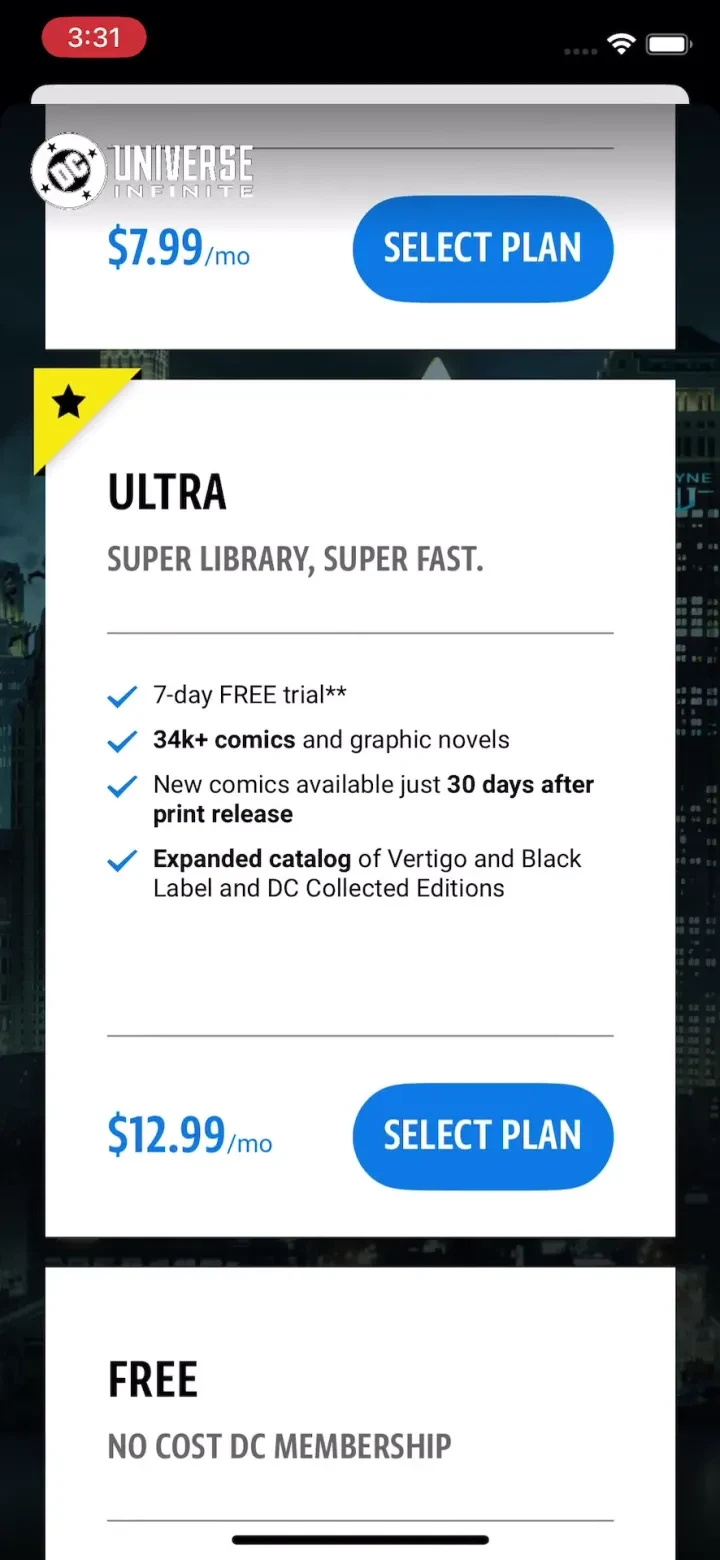 3:31
DC UNIVERSE
INFINITE
$7.99/mo
SELECT PLAN
ULTRA
SUPER LIBRARY, SUPER FAST.
7-day FREE trial**
34k+ comics and graphic novels
New comics available just 30 days after
print release
Expanded catalog of Vertigo and Black
Label and DC Collected Editions
$12.99/mo
SELECT PLAN
FREE
NO COST DC MEMBERSHIP